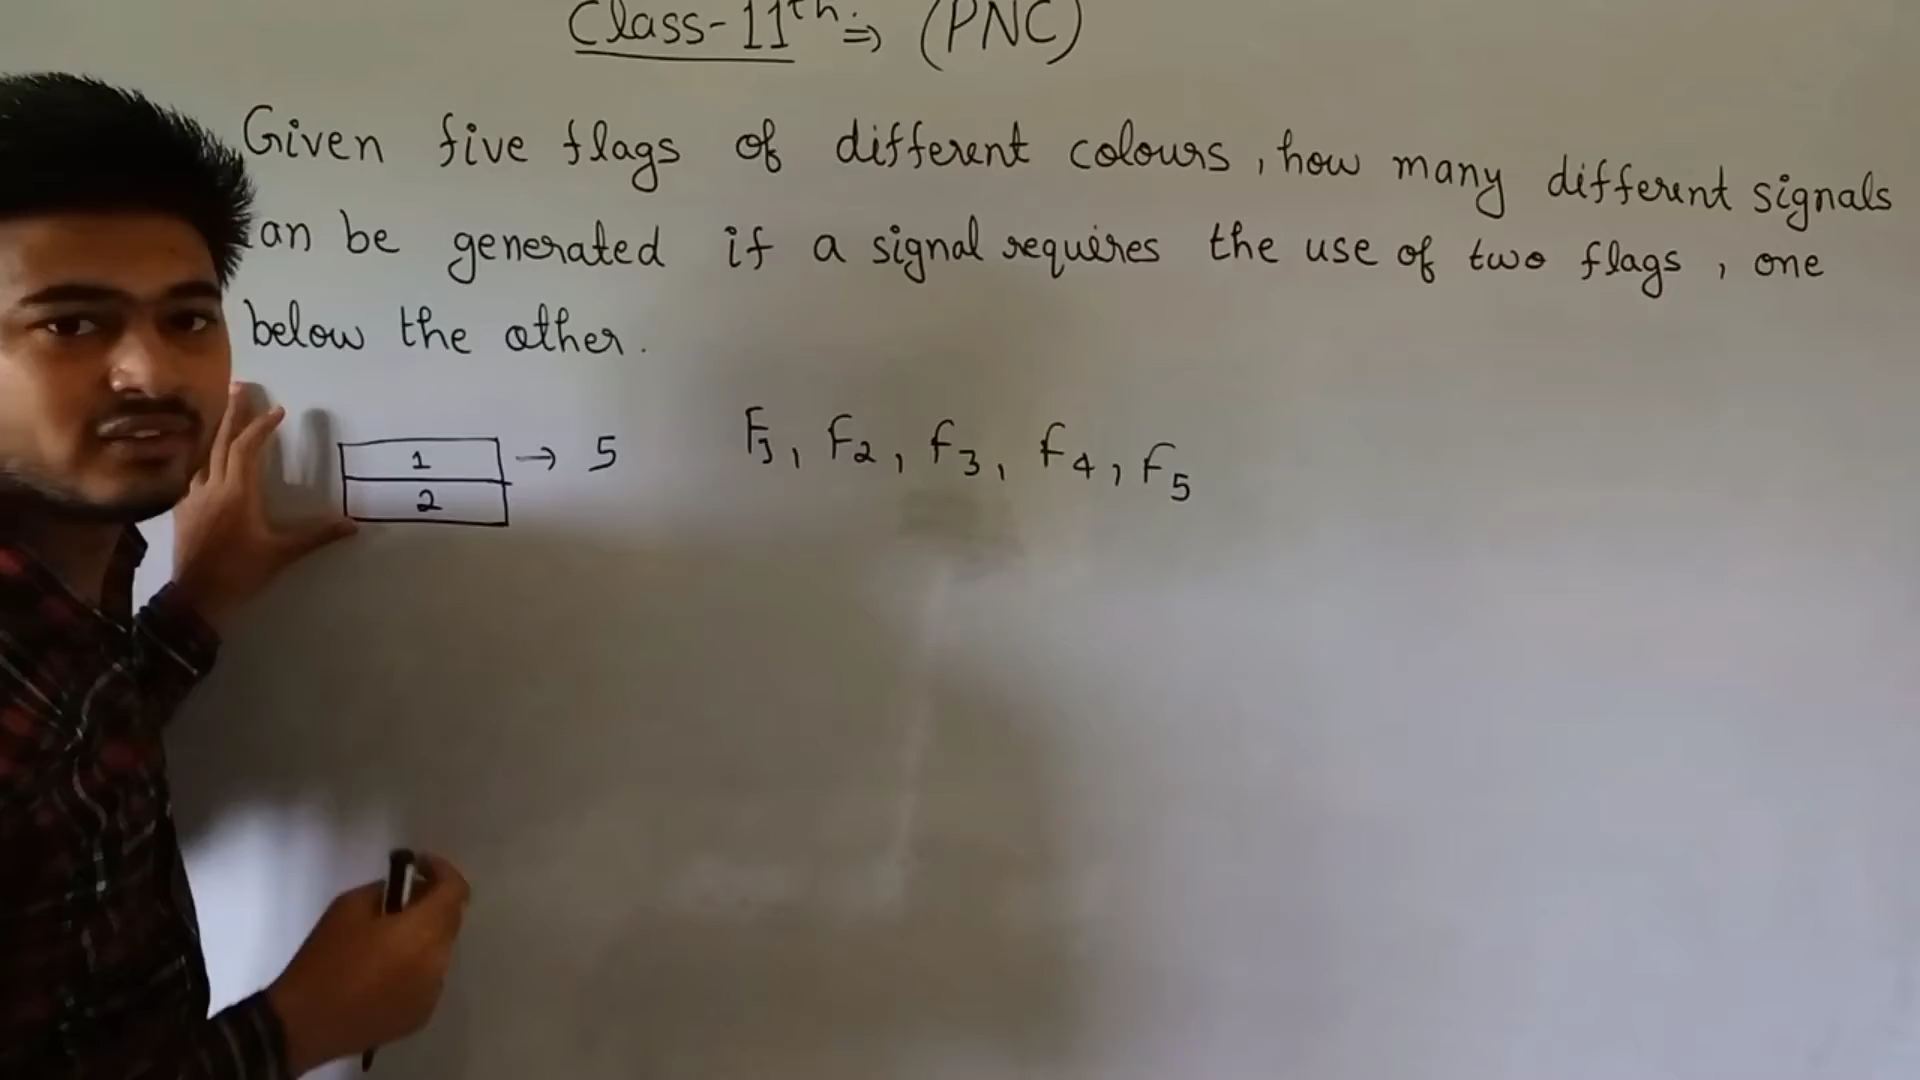 Class-11th :⇒ (PNC)
Given five flags of different colours, how many different signals
can be generated if a signal requires the use of two flags, one
below the other.
1 → 5 F1, F2, F3, F4, F5
2